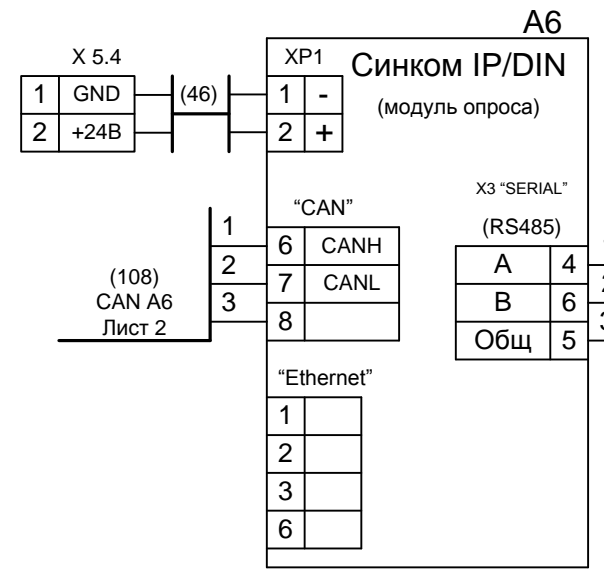 A6
X 5.4
1 GND
2 +24В
(46)
XP1
1 -
2 +
Синком IP/DIN
(модуль опроса)
“CAN”
1
2
3
6 CANH
7 CANL
8
(108)
CAN A6
Лист 2
X3 “SERIAL”
(RS485)
A 4
B 6
Общ 5
“Ethernet”
1
2
3
6